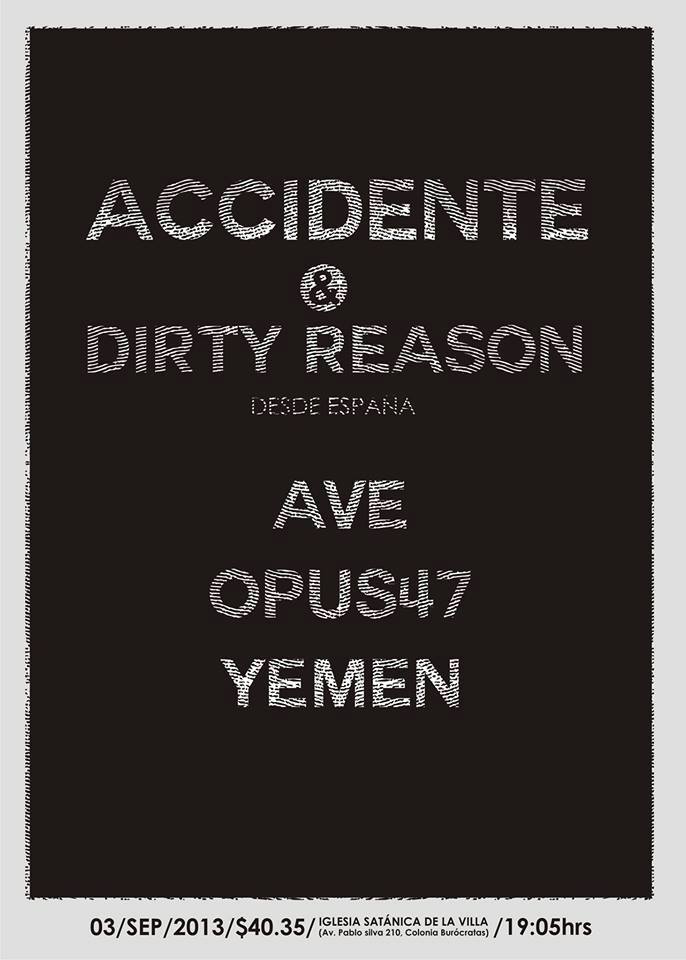 ACCIDENTE
&
DIRTY REASON
DESDE ESPAÑA
AVE
OPUS47
YEMEN
03/SEP/2013/$40.35/ IGLESIA SATÁNICA DE LA VILLA /19:05hrs
(Av. Pablo silva 210, Colonia Burócratas)